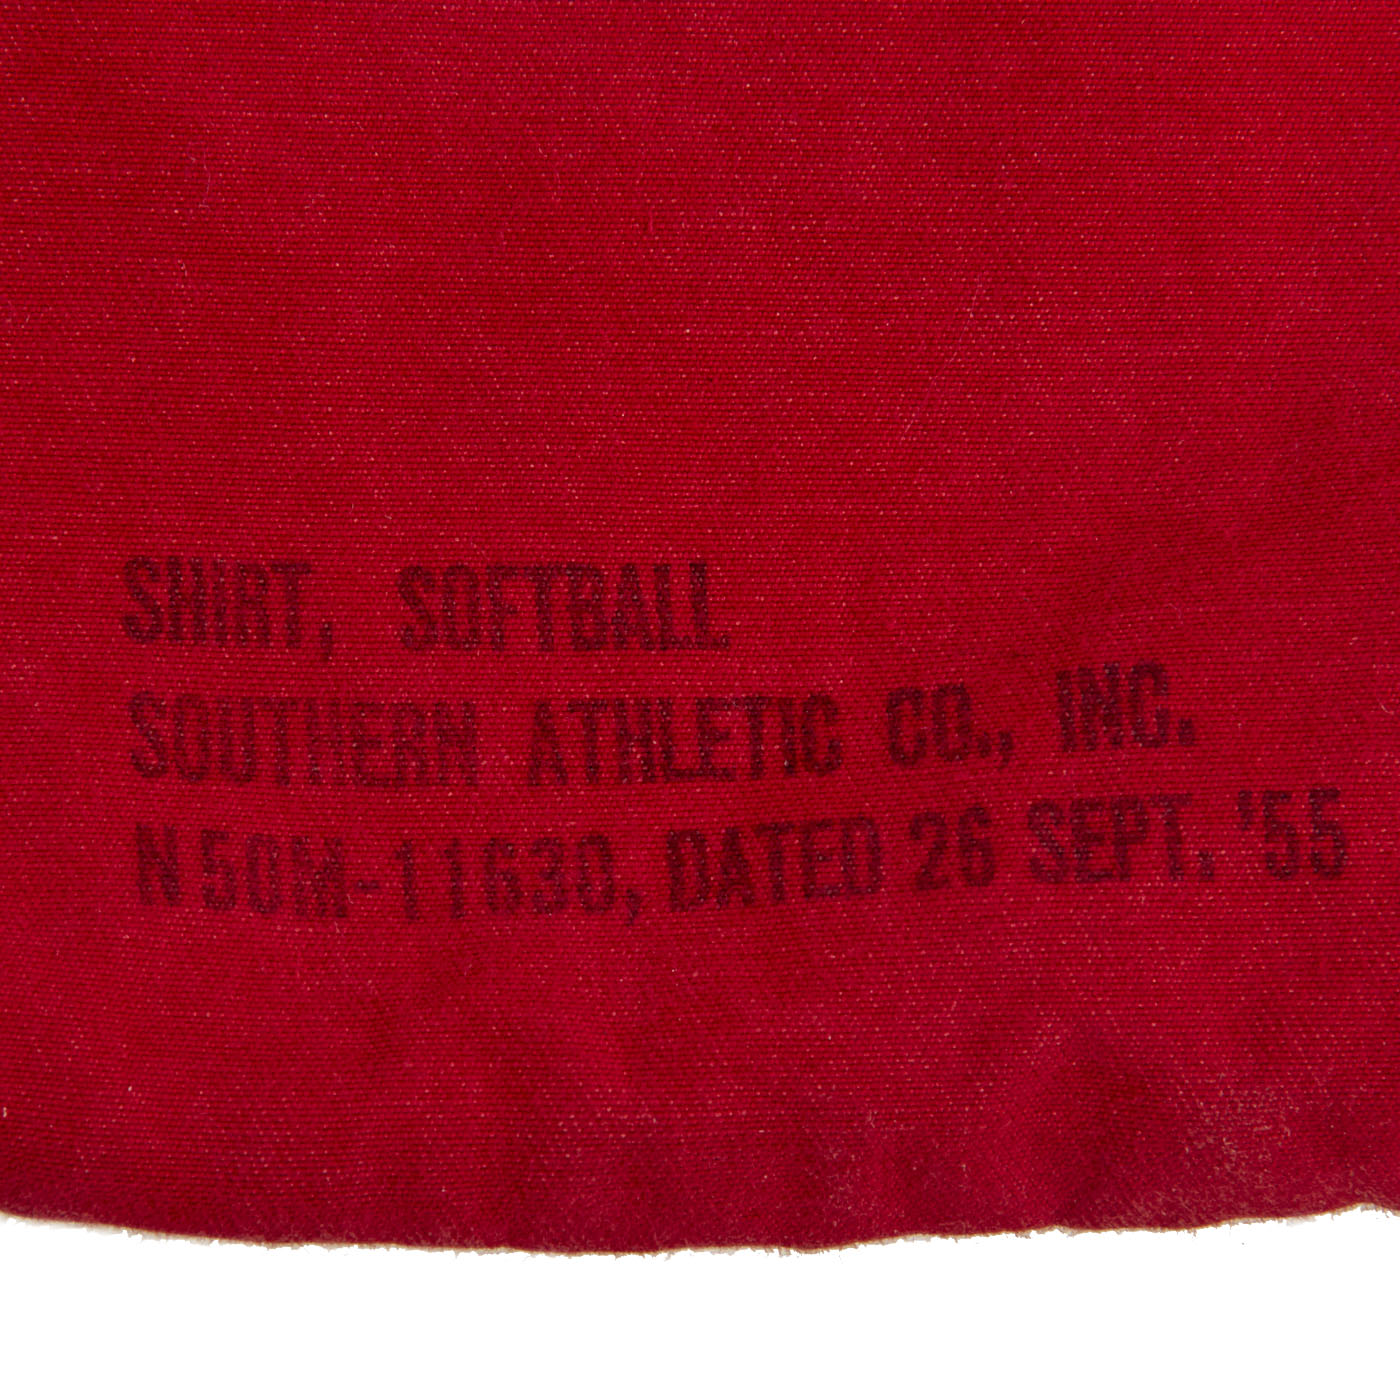 SHIRT, SOFTBALL
SOUTHERN ATHLETIC CO., INC.
N50M-11630, DATED 26 SEPT. '55